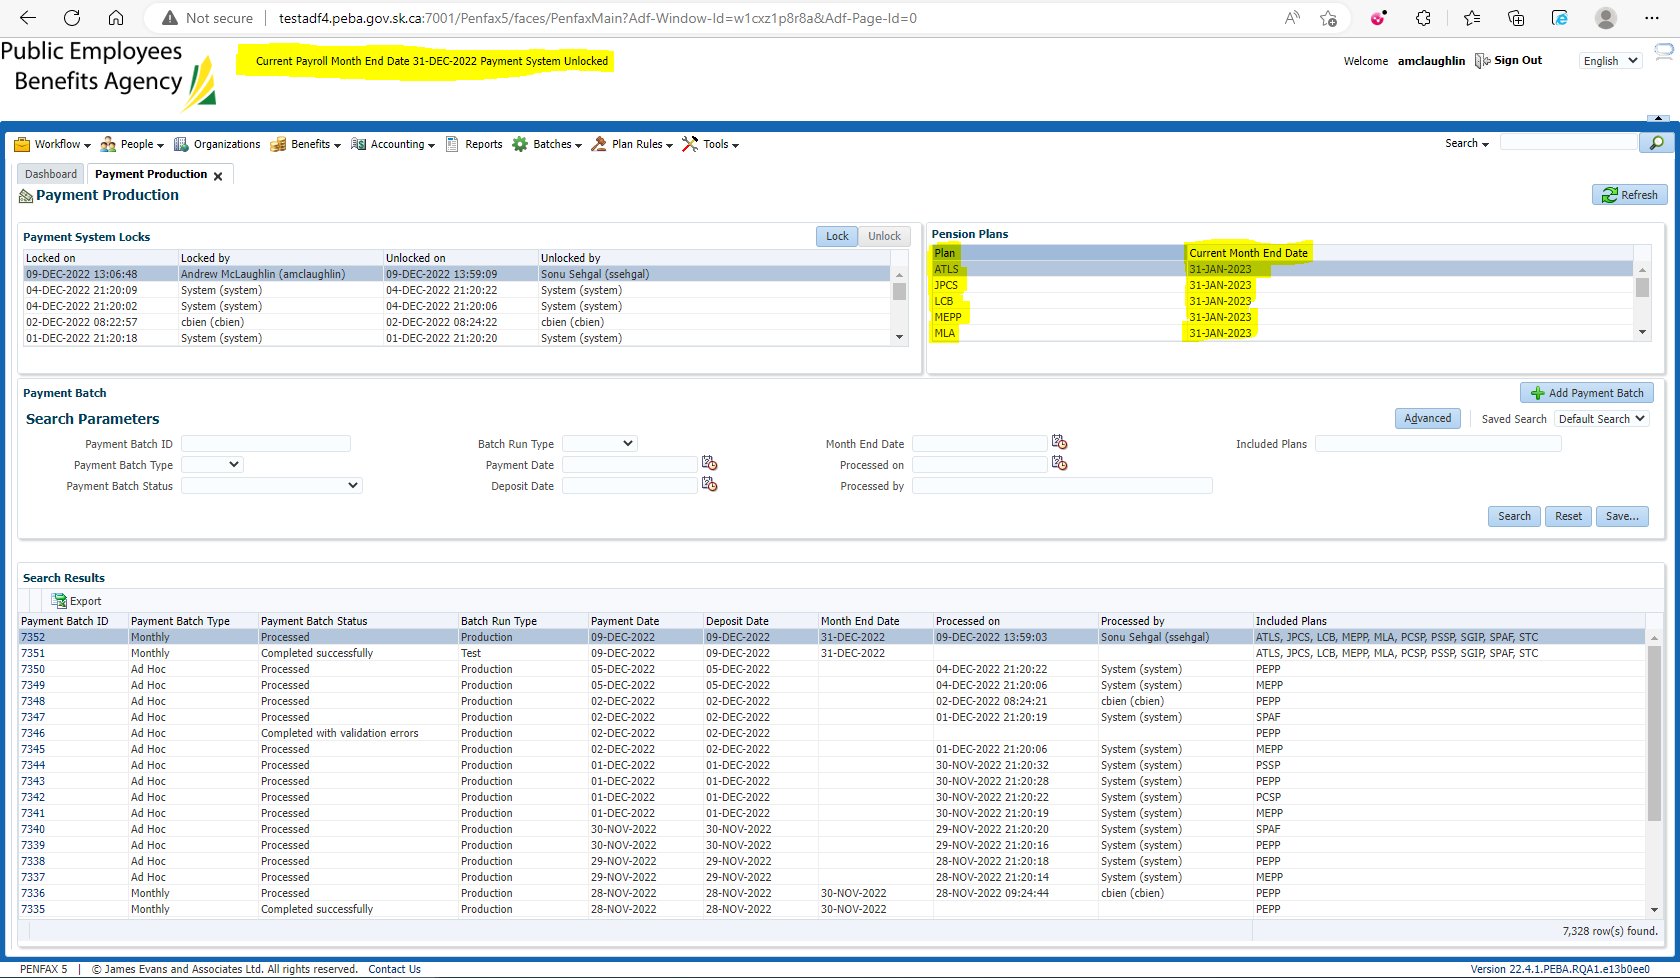 Not secure | testadf4.peba.gov.sk.ca:7001/Penfax5/faces/PenfaxMain?Adf-Window-Id=w1cxz1p8r8a&Adf-Page-Id=0
Public Employees
Benefits Agency
Current Payroll Month End Date 31-DEC-2022 Payment System Unlocked
Welcome amclaughlin Sign Out English
Workflow People Organizations Benefits Accounting Reports Batches Plan Rules Tools Search
Dashboard Payment Production
Payment Production Refresh
Payment System Locks Lock Unlock
Locked on Locked by Unlocked on Unlocked by
09-DEC-2022 13:06:48 Andrew McLaughlin (amclaughlin) 09-DEC-2022 13:59:09 Sonu Sehgal (ssehgal)
04-DEC-2022 21:20:09 System (system) 04-DEC-2022 21:20:22 System (system)
04-DEC-2022 21:20:02 System (system) 04-DEC-2022 21:20:06 System (system)
02-DEC-2022 08:22:57 cbien (cbien) 02-DEC-2022 08:24:22 cbien (cbien)
01-DEC-2022 21:20:18 System (system) 01-DEC-2022 21:20:20 System (system)
Pension Plans
Plan Current Month End Date
ATLS 31-JAN-2023
JPCS 31-JAN-2023
LCB 31-JAN-2023
MEPP 31-JAN-2023
MLA 31-JAN-2023
Payment Batch Add Payment Batch
Search Parameters Advanced Saved Search Default Search
Payment Batch ID Batch Run Type Month End Date Included Plans
Payment Batch Type Payment Date Processed on
Payment Batch Status Deposit Date Processed by
Search Reset Save...
Search Results
Export
Payment Batch ID Payment Batch Type Payment Batch Status Batch Run Type Payment Date Deposit Date Month End Date Processed on Processed by Included Plans
7352 Monthly Processed Production 09-DEC-2022 09-DEC-2022 31-DEC-2022 09-DEC-2022 13:59:03 Sonu Sehgal (ssehgal) ATLS, JPCS, LCB, MEPP, MLA, PCSP, PSSP, SGIP, SPAF, STC
7351 Monthly Completed successfully Test 09-DEC-2022 09-DEC-2022 31-DEC-2022 ATLS, JPCS, LCB, MEPP, MLA, PCSP, PSSP, SGIP, SPAF, STC
7350 Ad Hoc Processed Production 05-DEC-2022 05-DEC-2022 04-DEC-2022 21:20:22 System (system) PEPP
7349 Ad Hoc Processed Production 05-DEC-2022 05-DEC-2022 04-DEC-2022 21:20:06 System (system) MEPP
7348 Ad Hoc Processed Production 02-DEC-2022 02-DEC-2022 02-DEC-2022 08:24:21 cbien (cbien) PEPP
7347 Ad Hoc Processed Production 02-DEC-2022 02-DEC-2022 01-DEC-2022 21:20:19 System (system) SPAF
7346 Ad Hoc Completed with validation errors Production 02-DEC-2022 02-DEC-2022 PEPP
7345 Ad Hoc Processed Production 02-DEC-2022 02-DEC-2022 01-DEC-2022 21:20:06 System (system) MEPP
7344 Ad Hoc Processed Production 01-DEC-2022 01-DEC-2022 30-NOV-2022 21:20:32 System (system) PSSP
7343 Ad Hoc Processed Production 01-DEC-2022 01-DEC-2022 30-NOV-2022 21:20:28 System (system) PEPP
7342 Ad Hoc Processed Production 01-DEC-2022 01-DEC-2022 30-NOV-2022 21:20:22 System (system) PCSP
7341 Ad Hoc Processed Production 01-DEC-2022 01-DEC-2022 30-NOV-2022 21:20:19 System (system) MEPP
7340 Ad Hoc Processed Production 30-NOV-2022 30-NOV-2022 29-NOV-2022 21:20:20 System (system) SPAF
7339 Ad Hoc Processed Production 30-NOV-2022 30-NOV-2022 29-NOV-2022 21:20:16 System (system) PEPP
7338 Ad Hoc Processed Production 29-NOV-2022 29-NOV-2022 28-NOV-2022 21:20:18 System (system) PEPP
7337 Ad Hoc Processed Production 29-NOV-2022 29-NOV-2022 28-NOV-2022 21:20:14 System (system) MEPP
7336 Monthly Processed Production 28-NOV-2022 28-NOV-2022 30-NOV-2022 28-NOV-2022 09:24:44 cbien (cbien) PEPP
7335 Monthly Completed successfully Production 28-NOV-2022 28-NOV-2022 30-NOV-2022 PEPP
7,328 row(s) found.
PENFAX 5 | © James Evans and Associates Ltd. All rights reserved. Contact Us Version 22.4.1.PEBA.RQA1.e13b0ee0